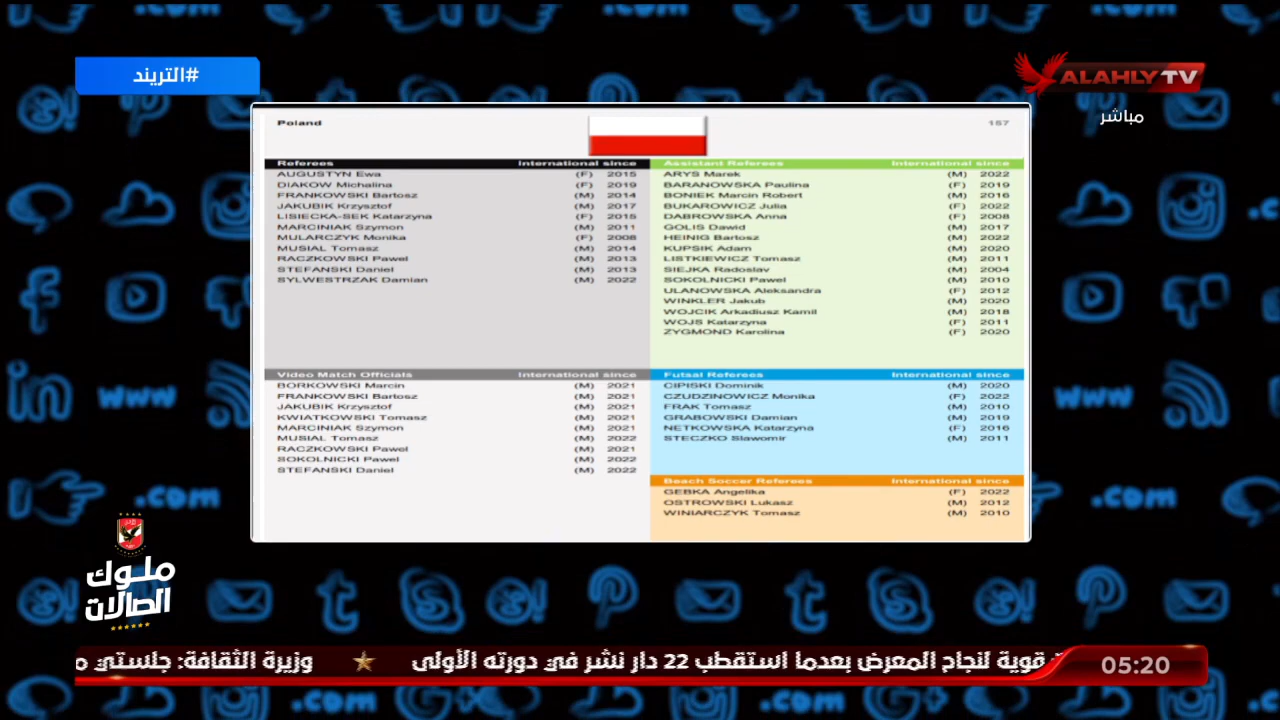 #التريند
ALAHLY TV
مباشر
Poland 157
Referees International since
AUGUSTYN Ewa (F) 2015
DIAKOW Michalina (F) 2019
FRANKOWSKI Bartosz (M) 2014
JAKUBIK Krzysztof (M) 2017
LISIECKA-SEK Katarzyna (F) 2015
MARCINIAK Szymon (M) 2011
MULARCZYK Monika (F) 2008
MUSIAL Tomasz (M) 2014
RACZKOWSKI Pawel (M) 2013
STEFANSKI Daniel (M) 2013
SYLWESTRZAK Damian (M) 2022
Assistant Referees International since
ARYS Marek (M) 2022
BARANOWSKA Paulina (F) 2019
BONIEK Marcin Robert (M) 2016
BUKAROWICZ Julia (F) 2022
DABROWSKA Anna (F) 2008
GOLIS Dawid (M) 2017
HEINIG Bartosz (M) 2022
KUPSIK Adam (M) 2020
LISTKIEWICZ Tomasz (M) 2011
SIEJKA Radoslav (M) 2004
SOKOLNICKI Pawel (M) 2010
ULANOWSKA Aleksandra (F) 2012
WINKLER Jakub (M) 2020
WOJCIK Arkadiusz Kamil (M) 2018
WOJS Katarzyna (F) 2011
ZYGMOND Karolina (F) 2020
Video Match Officials International since
BORKOWSKI Marcin (M) 2021
FRANKOWSKI Bartosz (M) 2021
JAKUBIK Krzysztof (M) 2021
KWIATKOWSKI Tomasz (M) 2021
MARCINIAK Szymon (M) 2021
MUSIAL Tomasz (M) 2022
RACZKOWSKI Pawel (M) 2021
SOKOLNICKI Pawel (M) 2022
STEFANSKI Daniel (M) 2022
Futsal Referees International since
CIPISKI Dominik (M) 2020
CZUDZINOWICZ Monika (F) 2022
FRAK Tomasz (M) 2010
GRABOWSKI Damian (M) 2019
NETKOWSKA Katarzyna (F) 2016
STECZKO Slawomir (M) 2011
Beach Soccer Referees International since
GEBKA Angelika (F) 2022
OSTROWSKI Lukasz (M) 2012
WINIARCZYK Tomasz (M) 2010
www
www
.com
.com
ملوك
الصالات
قوية لنجاح المعرض بعدما استقطب 22 دار نشر في دورته الأولى ★ وزيرة الثقافة: جلستي م
05:20